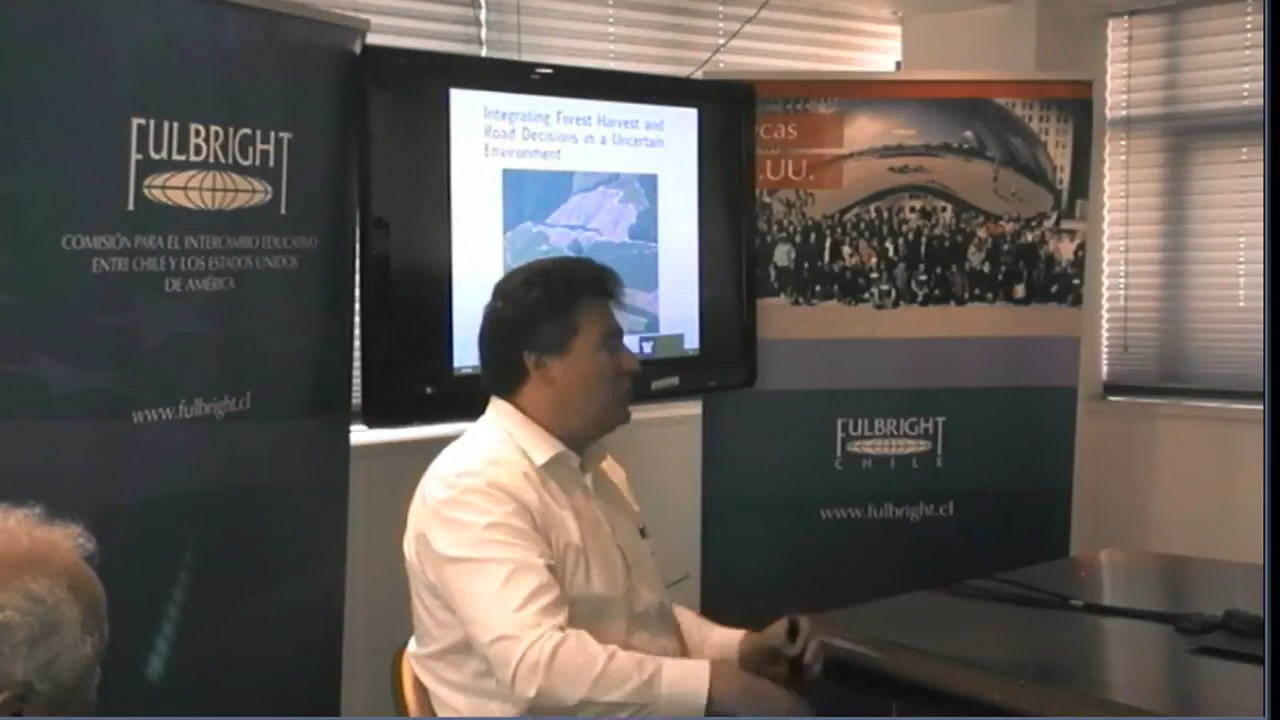 FULBRIGHT
COMISIÓN PARA EL INTERCAMBIO EDUCATIVO
ENTRE CHILE Y LOS ESTADOS UNIDOS
DE AMÉRICA
www.fulbright.cl
Integrating Forest Harvest and
Road Decisions in a Uncertain
Environment
cas
.UU.
FULBRIGHT
CHILE
www.fulbright.cl